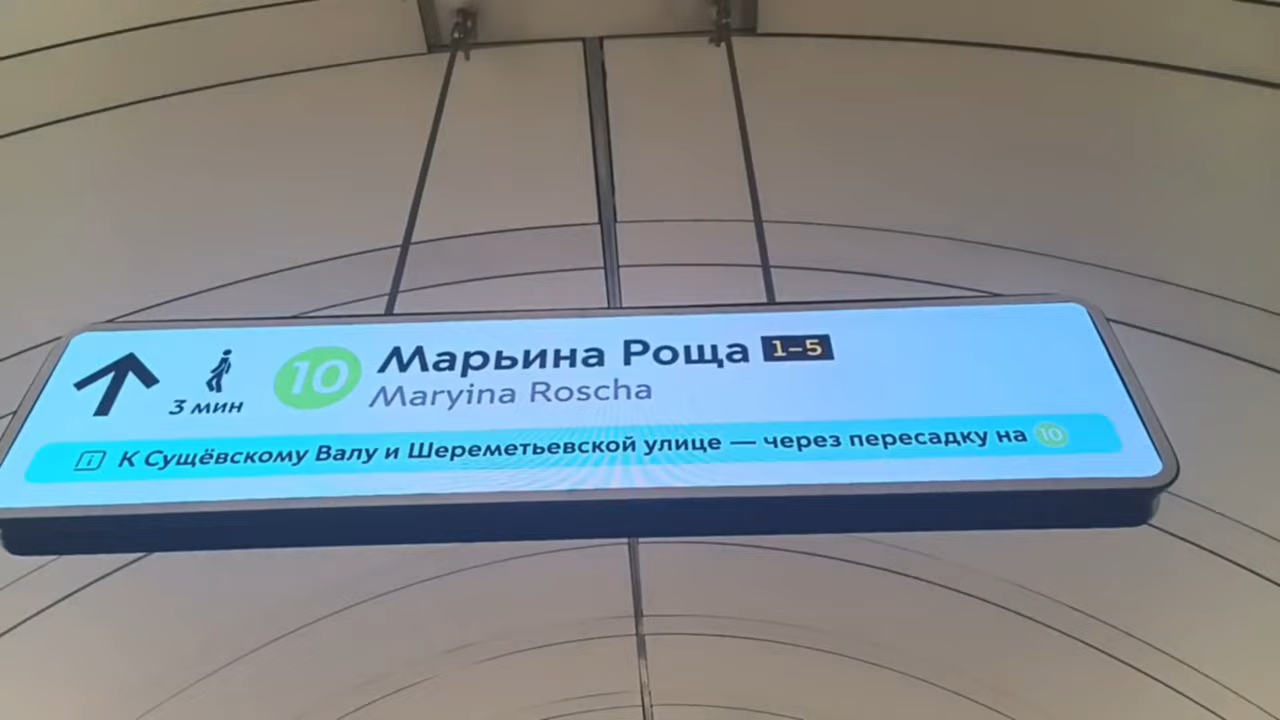 10 Марьина Роща 1–5
3 мин Maryina Roscha
К Сущёвскому Валу и Шереметьевской улице — через пересадку на 10